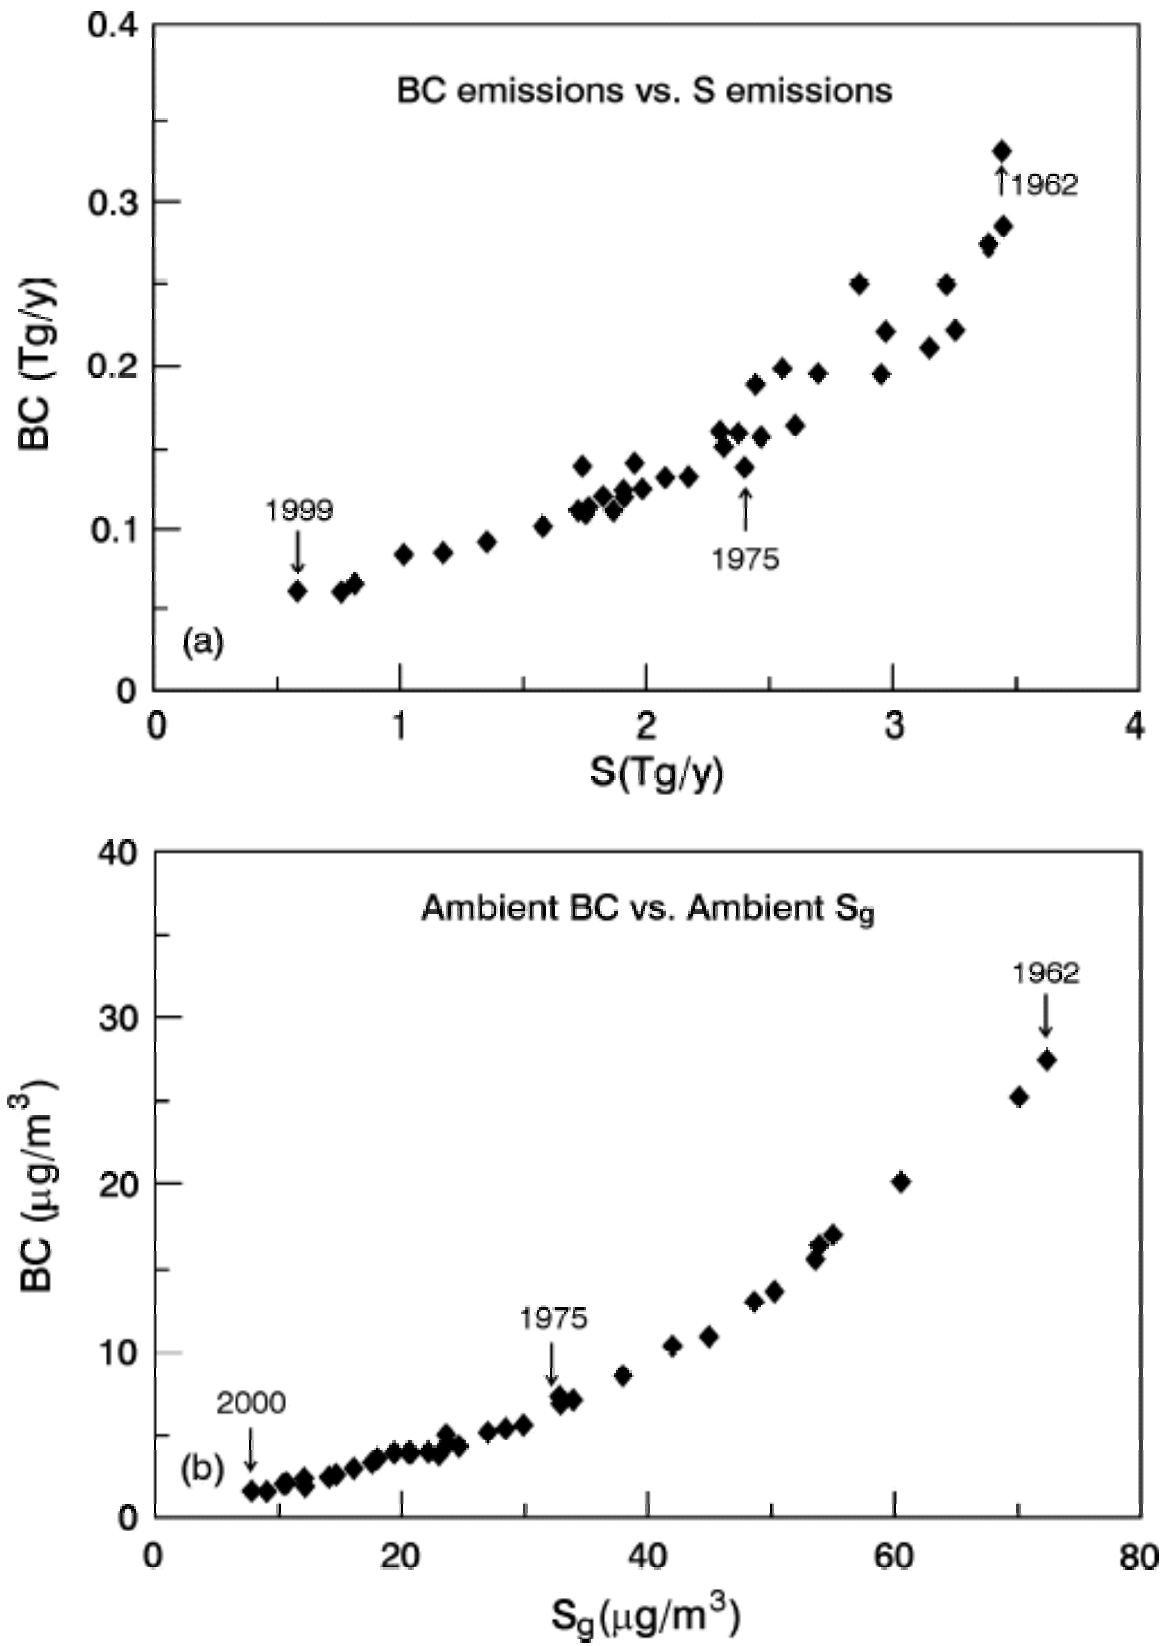 0.4
BC emissions vs. S emissions
1962
0.3
BC (Tg/y)
0.2
1999
0.1
1975
(a)
0
0 1 2 3 4
S(Tg/y)
40
Ambient BC vs. Ambient Sg
1962
30
BC (μg/m³)
20
1975
10
2000
(b)
0
0 20 40 60 80
Sg(μg/m³)